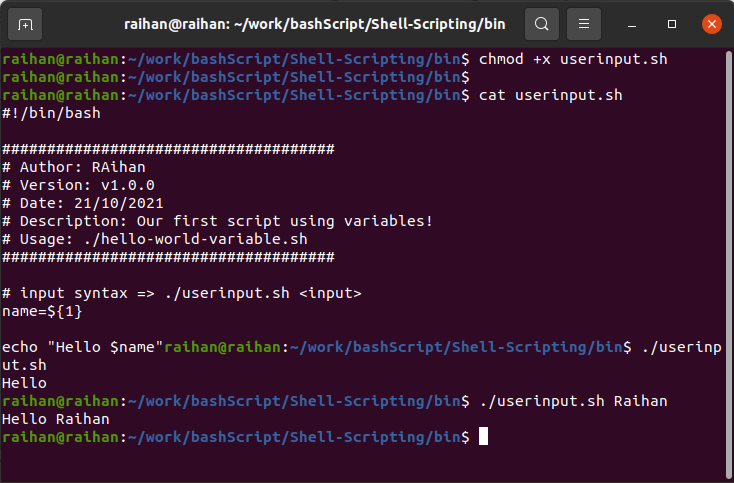 raihan@raihan: ~/work/bashScript/Shell-Scripting/bin
raihan@raihan:~/work/bashScript/Shell-Scripting/bin$ chmod +x userinput.sh
raihan@raihan:~/work/bashScript/Shell-Scripting/bin$
raihan@raihan:~/work/bashScript/Shell-Scripting/bin$ cat userinput.sh
#!/bin/bash
#####################################
# Author: RAihan
# Version: v1.0.0
# Date: 21/10/2021
# Description: Our first script using variables!
# Usage: ./hello-world-variable.sh
#####################################
# input syntax => ./userinput.sh <input>
name=${1}
echo "Hello $name"raihan@raihan:~/work/bashScript/Shell-Scripting/bin$ ./userinp
ut.sh
Hello
raihan@raihan:~/work/bashScript/Shell-Scripting/bin$ ./userinput.sh Raihan
Hello Raihan
raihan@raihan:~/work/bashScript/Shell-Scripting/bin$